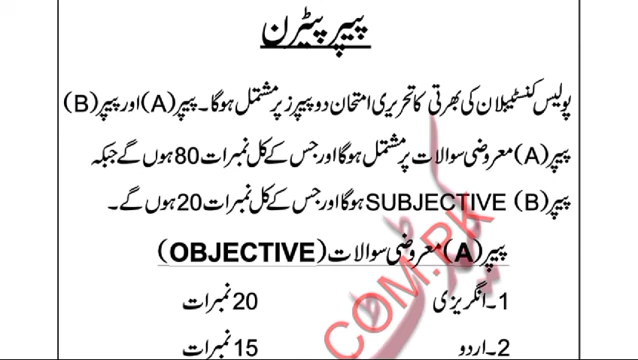 پیپر پیٹرن
پولیس کنسٹیبلان کی بھرتی کا تحریری امتحان دو پیپرز پر مشتمل ہوگا۔ پیپر (A) اور پیپر (B)
پیپر (A) معروضی سوالات پر مشتمل ہوگا اور جس کے کل نمبرات 80 ہوں گے جبکہ
پیپر (B) SUBJECTIVE ہوگا اور جس کے کل نمبرات 20 ہوں گے۔
پیپر (A) معروضی سوالات (OBJECTIVE)
1۔ انگریزی 20 نمبرات
2۔ اردو 15 نمبرات
COM.PK